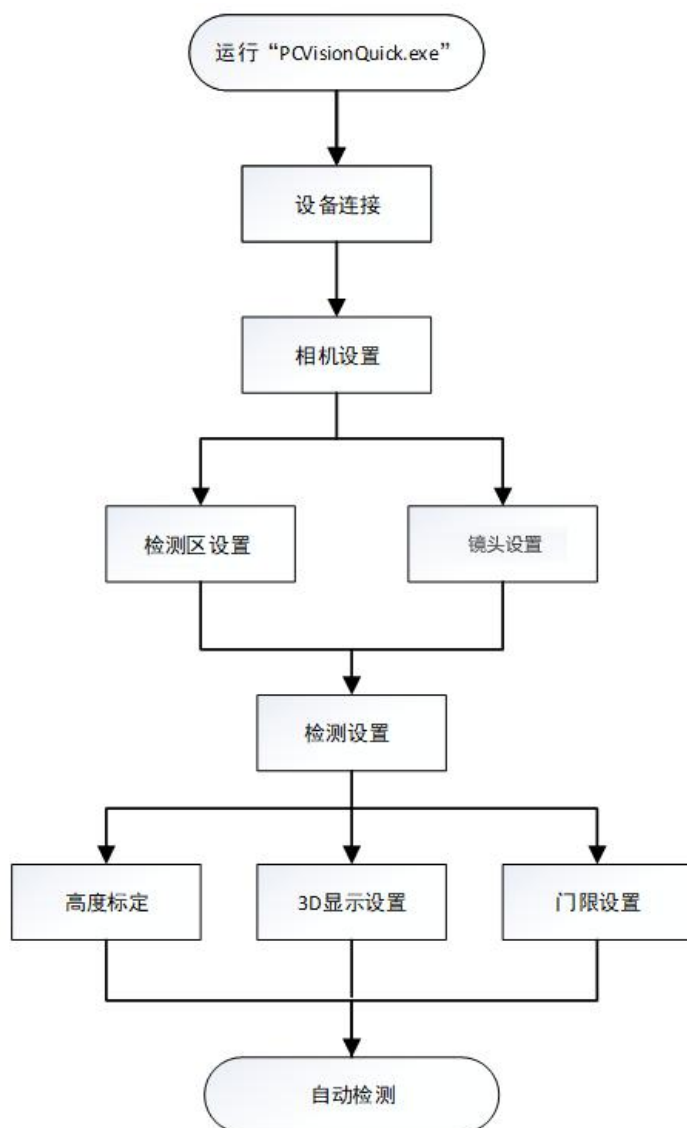 运行“PCVisionQuick.exe”
设备连接
相机设置
检测区设置
镜头设置
检测设置
高度标定
3D显示设置
门限设置
自动检测